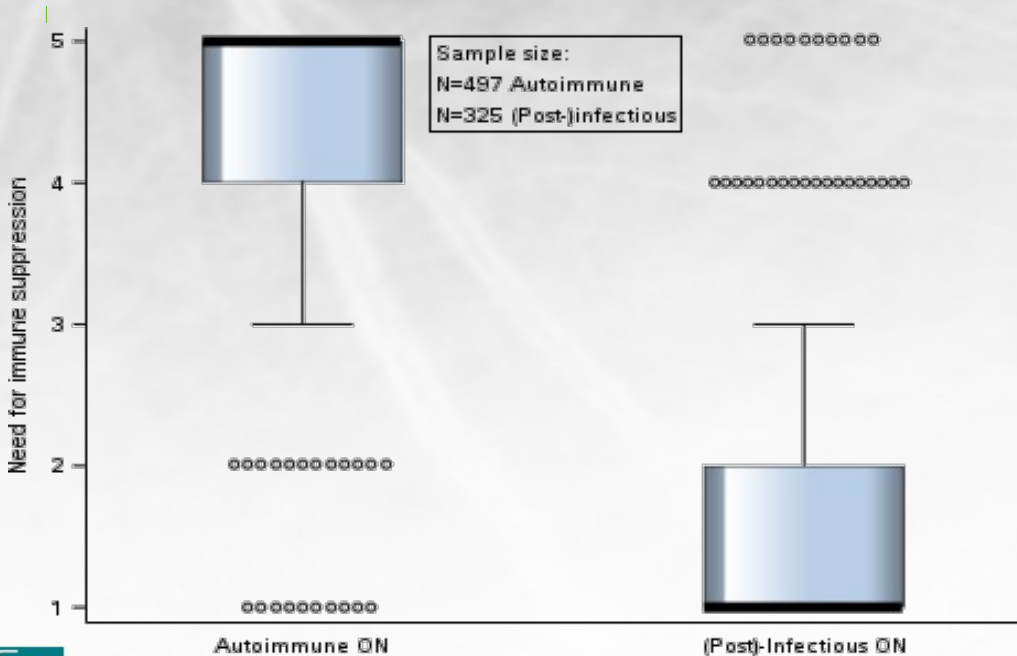 Need for immune suppression
5
4
3
2
1
Sample size:
N=497 Autoimmune
N=325 (Post-)infectious
Autoimmune ON
(Post)-Infectious ON